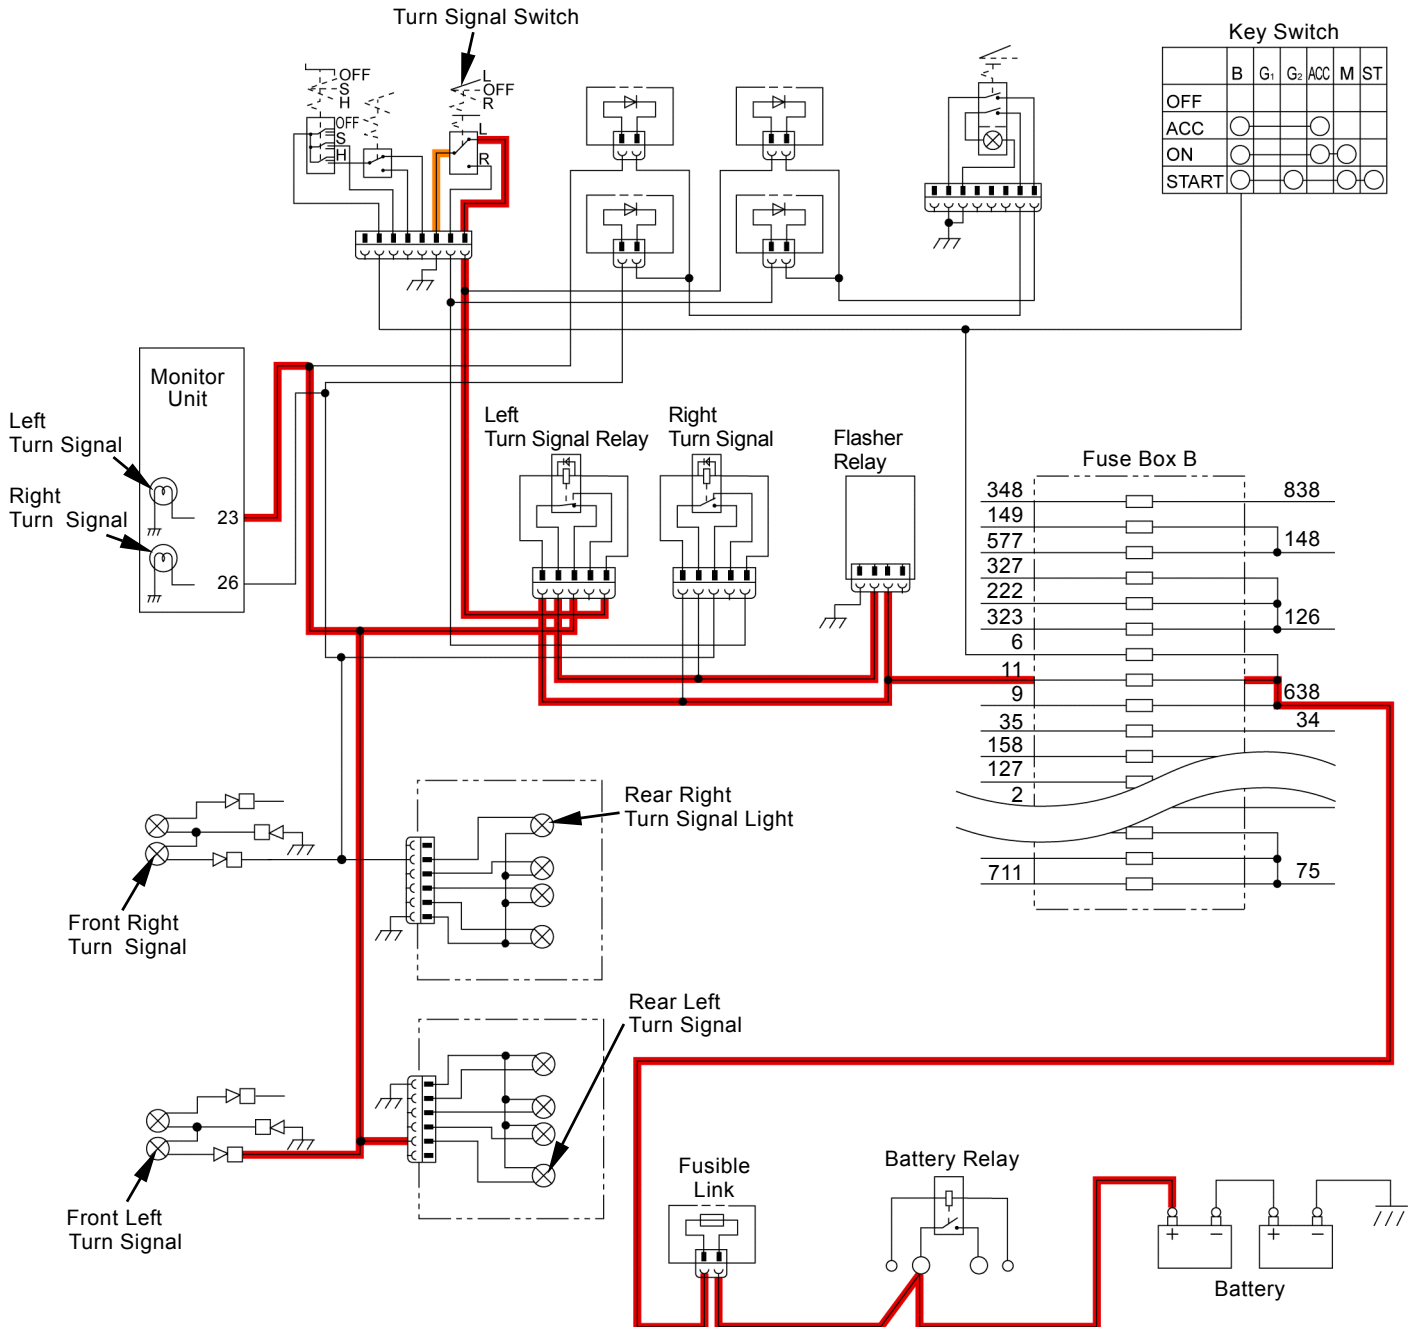 Turn Signal Switch
Key Switch
B G₁ G₂ ACC M ST
OFF
ACC
ON
START
OFF
S
H
OFF
S
H
L
OFF
R
L
R
Monitor
Unit
Left
Turn Signal
Right
Turn Signal
23
26
Left
Turn Signal Relay
Right
Turn Signal
Flasher
Relay
Fuse Box B
348 838
149
577 148
327
222
323 126
6
11
9 638
35 34
158
127
2
711 75
Rear Right
Turn Signal Light
Front Right
Turn Signal
Rear Left
Turn Signal
Front Left
Turn Signal
Fusible
Link
Battery Relay
+ − + −
Battery